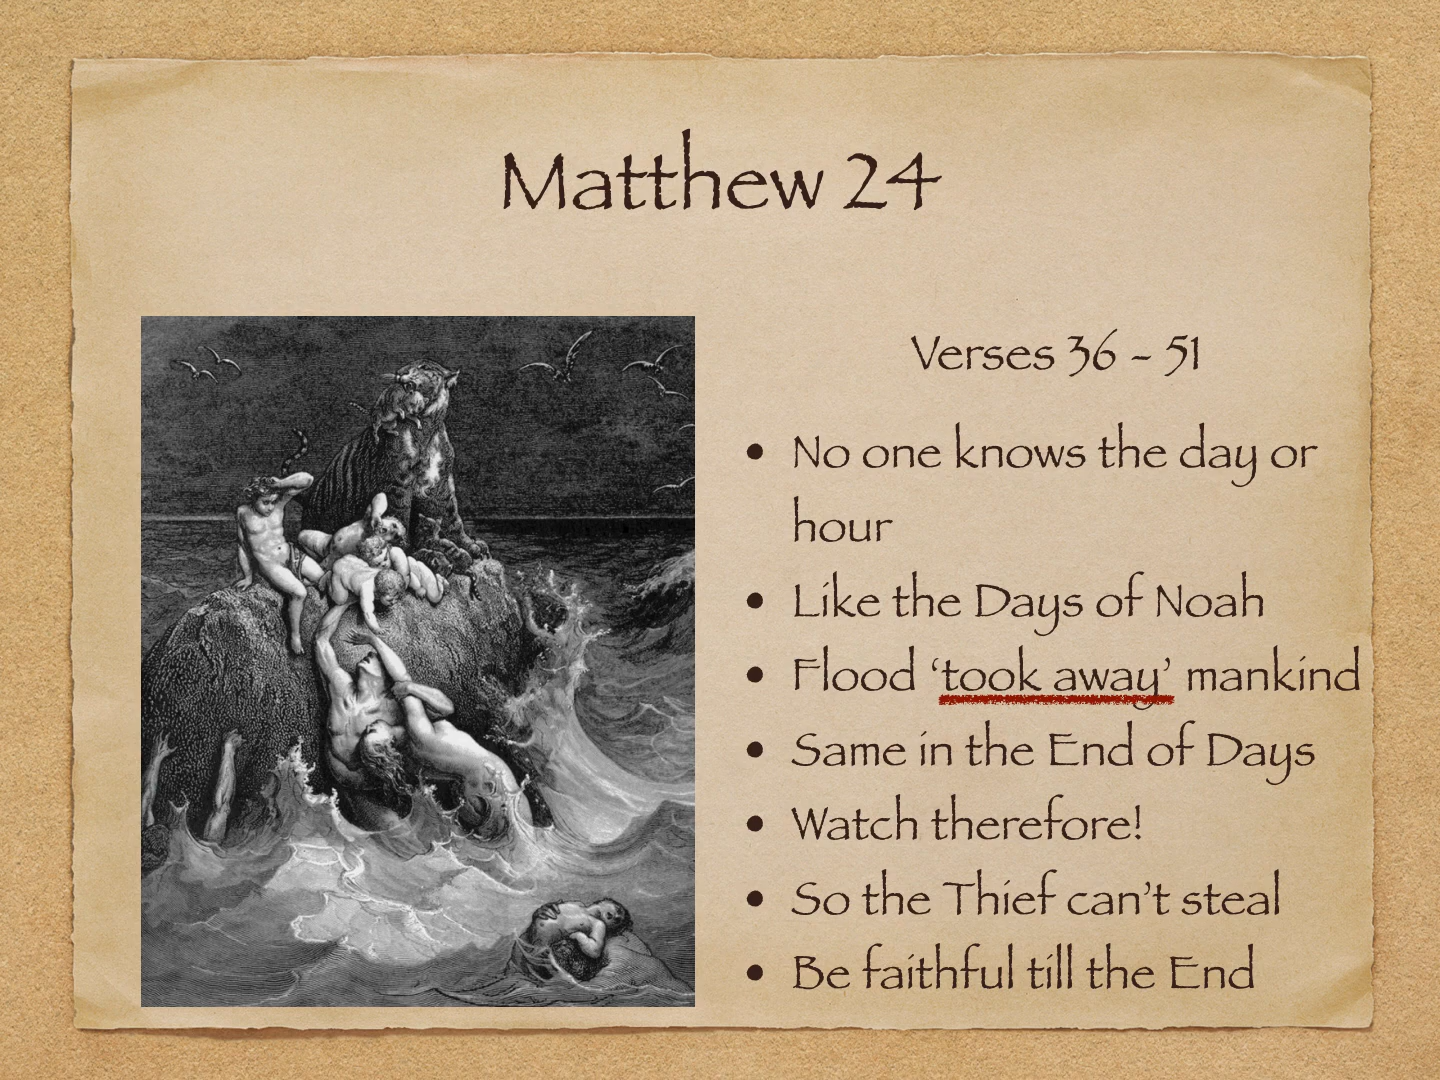 Matthew 24
Verses 36 - 51
• No one knows the day or
hour
• Like the Days of Noah
• Flood ‘took away’ mankind
• Same in the End of Days
• Watch therefore!
• So the Thief can’t steal
• Be faithful till the End